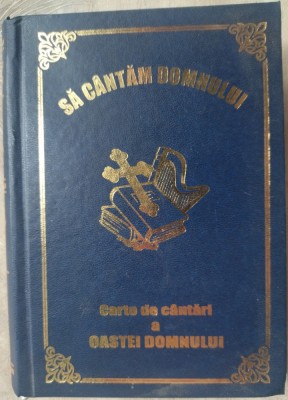 SĂ CÂNTĂM DOMNULUI
Carte de cântări
a
OASTEI DOMNULUI